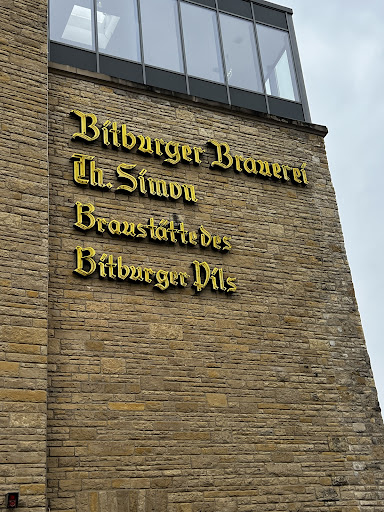 Bitburger Brauerei
Th. Simon
Braustätte des
Bitburger Pils